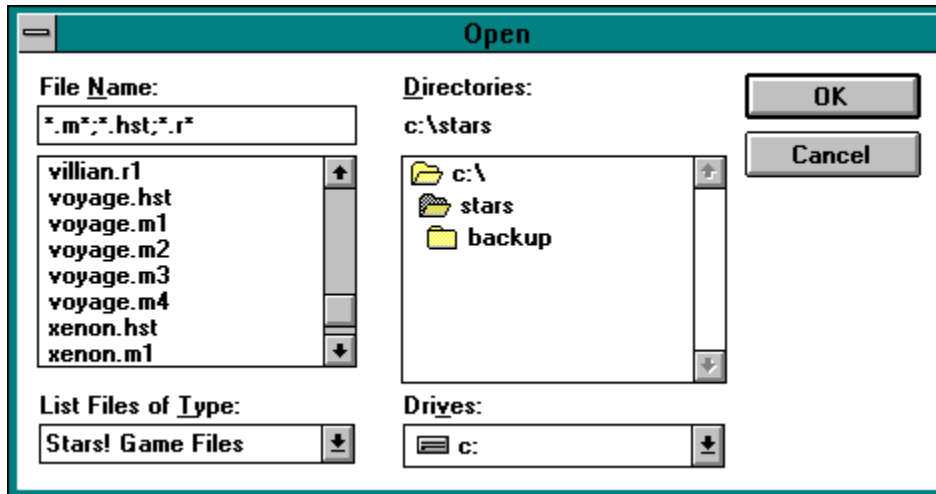 Open
File Name:
*.m*;*.hst;*.r*
villian.r1
voyage.hst
voyage.m1
voyage.m2
voyage.m3
voyage.m4
xenon.hst
xenon.m1
List Files of Type:
Stars! Game Files
Directories:
c:\stars
c:\
stars
backup
Drives:
c:
OK
Cancel